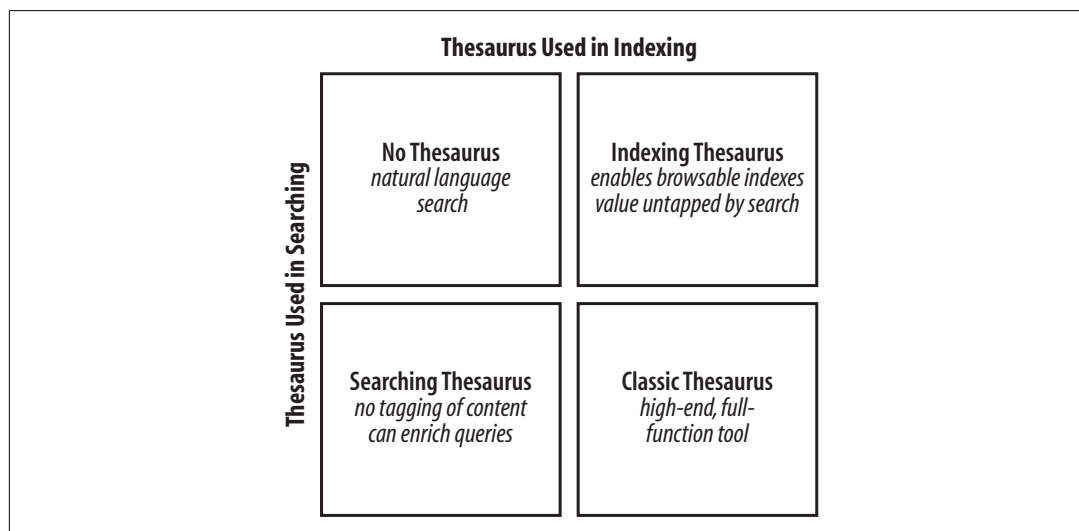 Thesaurus Used in Indexing
Thesaurus Used in Searching
No Thesaurus
natural language
search
Indexing Thesaurus
enables browsable indexes
value untapped by search
Searching Thesaurus
no tagging of content
can enrich queries
Classic Thesaurus
high-end, full-
function tool